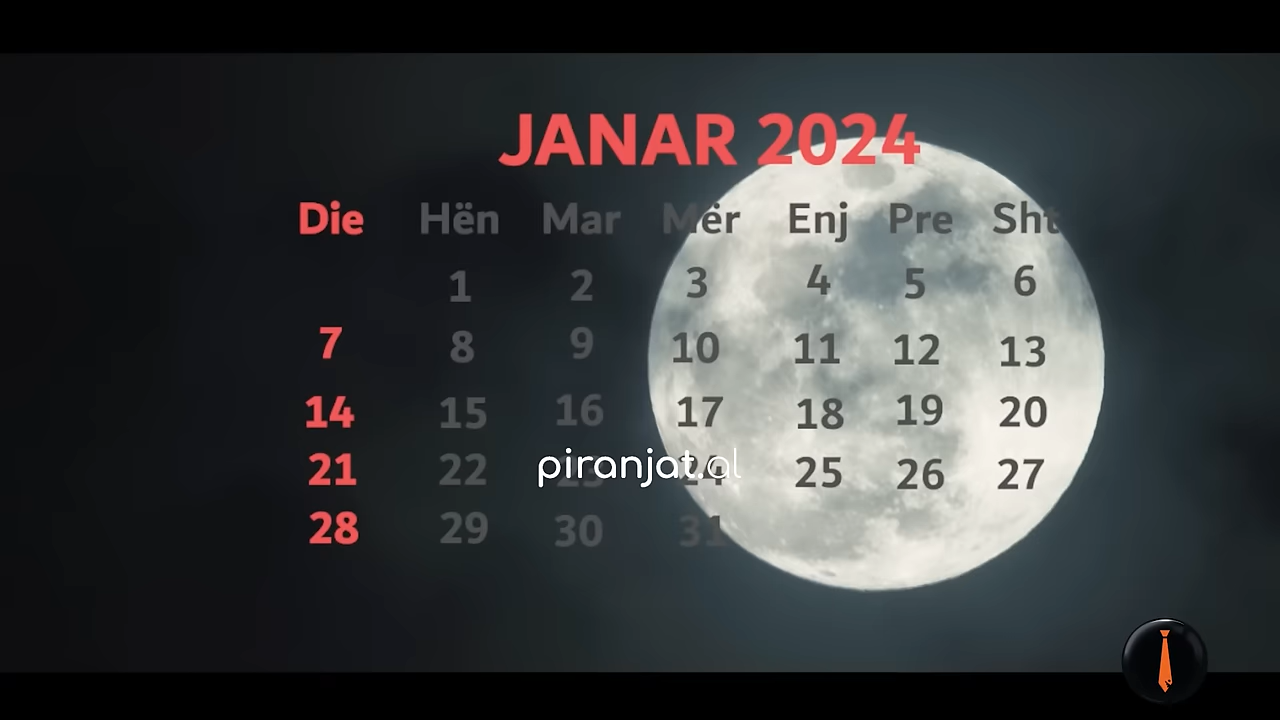 JANAR 2024
Die Hën Mar Mër Enj Pre Sht
1 2 3 4 5 6
7 8 9 10 11 12 13
14 15 16 17 18 19 20
21 22 23 24 25 26 27
piranjat.al
28 29 30 31